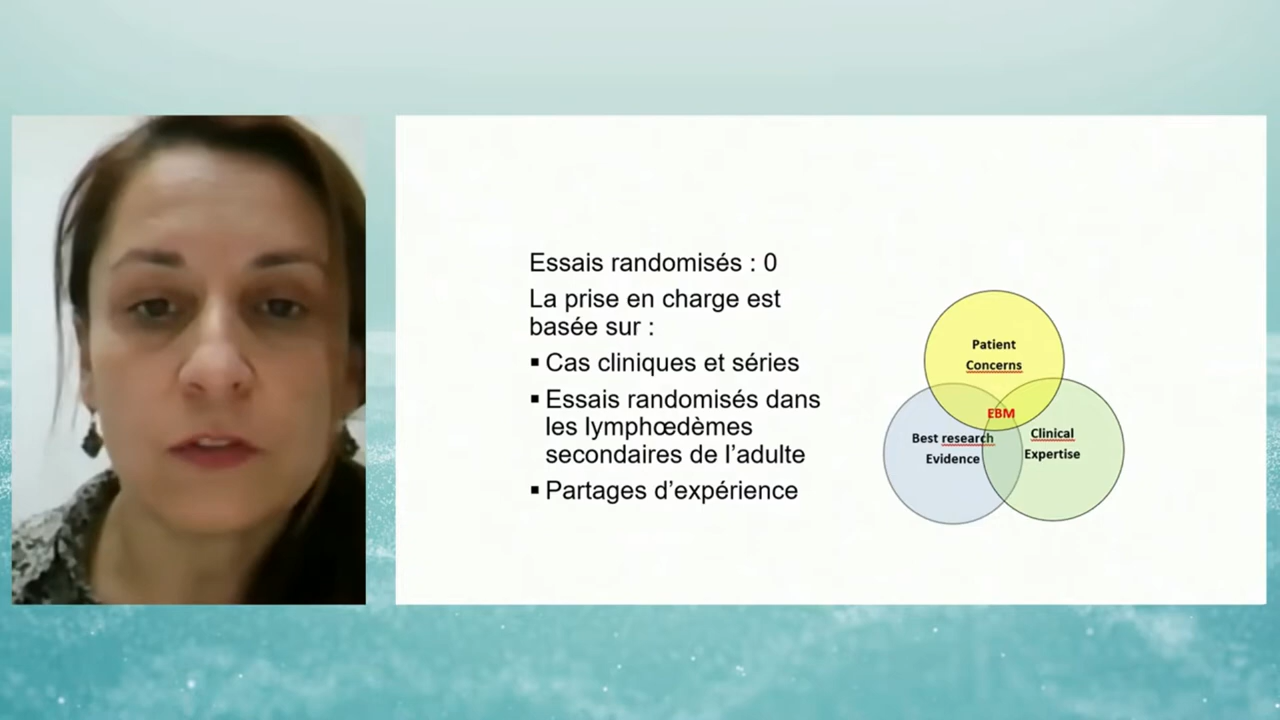 Essais randomisés : 0
La prise en charge est
basée sur :
▪ Cas cliniques et séries
▪ Essais randomisés dans
les lymphœdèmes
secondaires de l’adulte
▪ Partages d’expérience
Patient
Concerns
EBM
Best research
Evidence
Clinical
Expertise